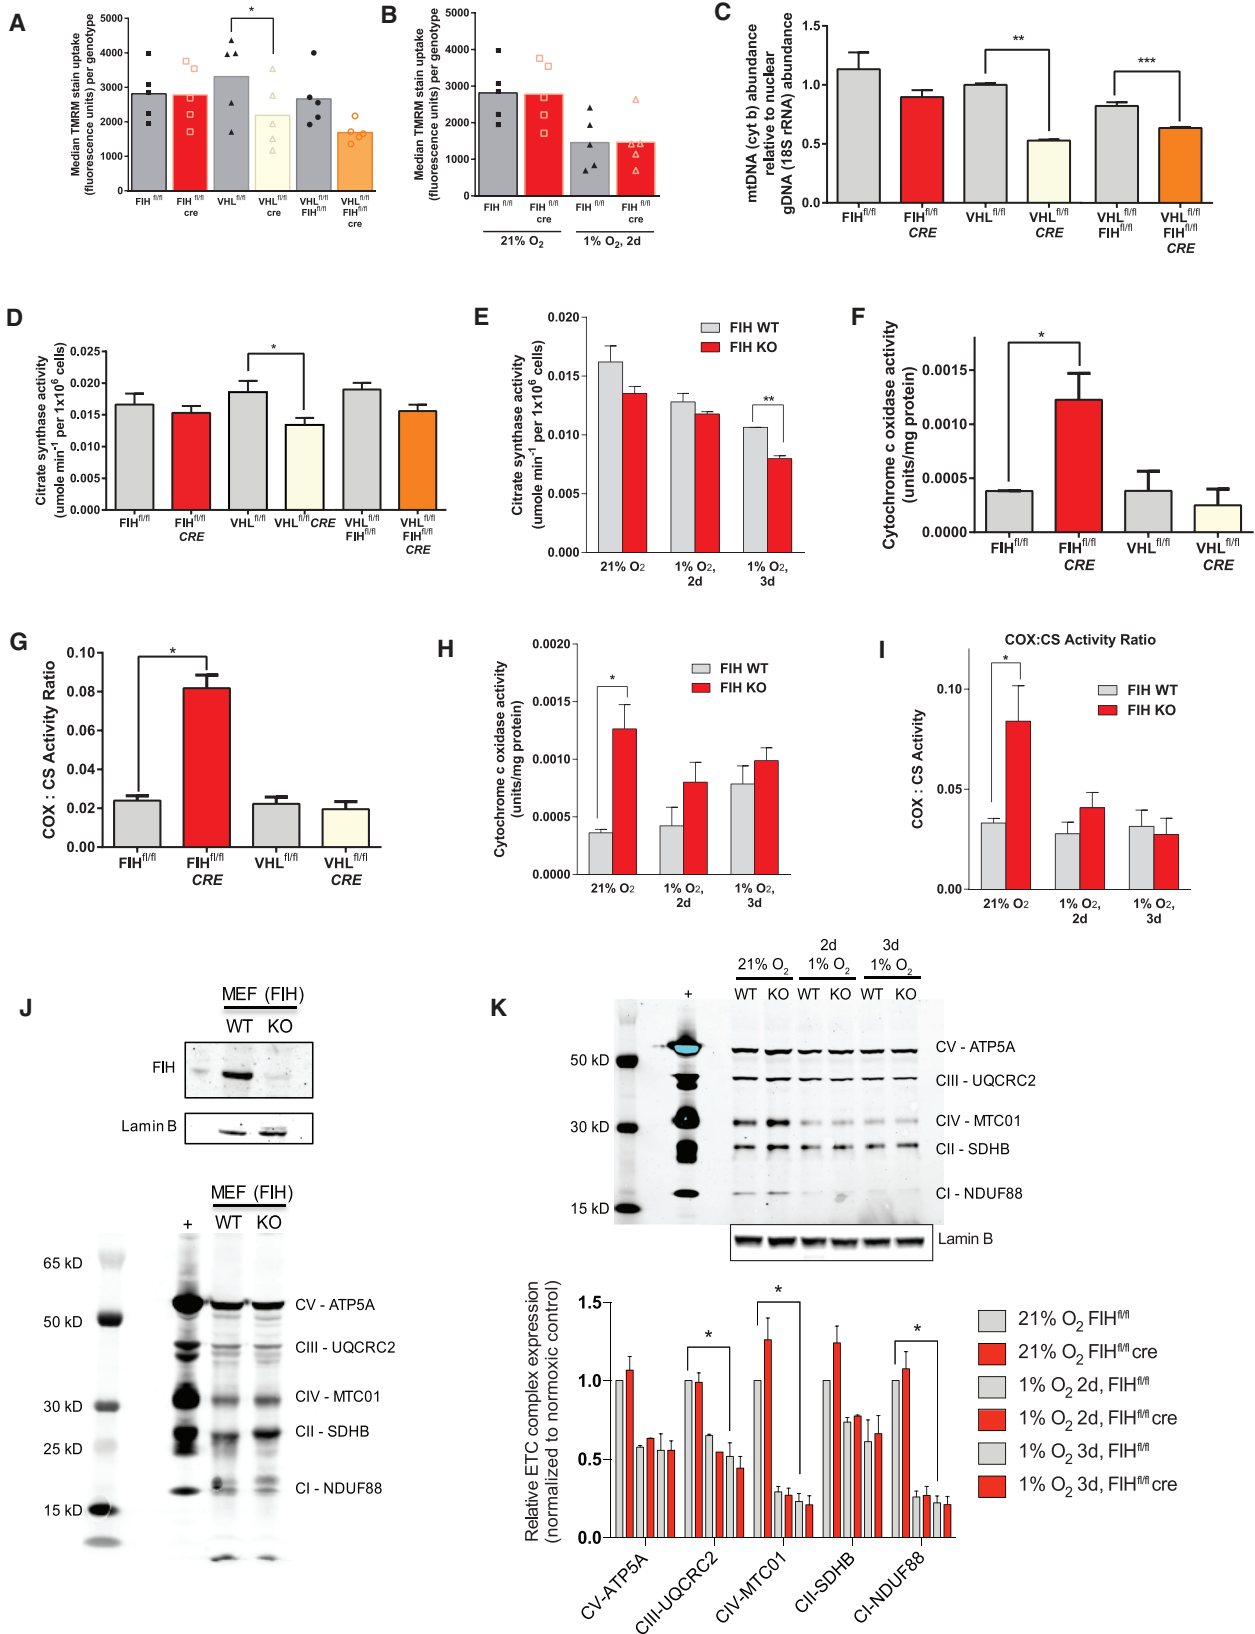 A
Median TMRM stain uptake
(fluorescence units) per genotype
5000
4000
3000
2000
1000
0
*
FIH fl/fl
FIH fl/fl
cre
VHL fl/fl
VHL fl/fl
cre
VHL fl/fl
FIH fl/fl
VHL fl/fl
FIH fl/fl
cre
B
Median TMRM stain uptake
(fluorescence units) per genotype
5000
4000
3000
2000
1000
0
FIH fl/fl
FIH fl/fl
cre
FIH fl/fl
FIH fl/fl
cre
21% O2
1% O2, 2d
C
mtDNA (cyt b) abundance
relative to nuclear
gDNA (18S rRNA) abundance
1.5
1.0
0.5
0.0
**
***
FIH fl/fl
FIH fl/fl
CRE
VHL fl/fl
VHL fl/fl
CRE
VHL fl/fl
FIH fl/fl
VHL fl/fl
FIH fl/fl
CRE
D
Citrate synthase activity
(umole min-1 per 1x10^6 cells)
0.025
0.020
0.015
0.010
0.005
0.000
*
FIH fl/fl
FIH fl/fl
CRE
VHL fl/fl
VHL fl/fl CRE
VHL fl/fl
FIH fl/fl
VHL fl/fl
FIH fl/fl
CRE
E
Citrate synthase activity
(umole min-1 per 1x10^6 cells)
0.020
0.015
0.010
0.005
0.000
FIH WT
FIH KO
**
21% O2
1% O2,
2d
1% O2,
3d
F
Cytochrome c oxidase activity
(units/mg protein)
0.0015
0.0010
0.0005
0.0000
*
FIH fl/fl
FIH fl/fl
CRE
VHL fl/fl
VHL fl/fl
CRE
G
COX : CS Activity Ratio
0.10
0.08
0.06
0.04
0.02
0.00
*
FIH fl/fl
FIH fl/fl
CRE
VHL fl/fl
VHL fl/fl
CRE
H
Cytochrome c oxidase activity
(units/mg protein)
0.0020
0.0015
0.0010
0.0005
0.0000
FIH WT
FIH KO
*
21% O2
1% O2,
2d
1% O2,
3d
I
COX:CS Activity Ratio
COX : CS Activity
0.10
0.05
0.00
FIH WT
FIH KO
*
21% O2
1% O2,
2d
1% O2,
3d
J
MEF (FIH)
WT KO
FIH
Lamin B
MEF (FIH)
+ WT KO
65 kD
50 kD
30 kD
25 kD
15 kD
CV - ATP5A
CIII - UQCRC2
CIV - MTC01
CII - SDHB
CI - NDUF88
K
2d 3d
21% O2 1% O2 1% O2
+ WT KO WT KO WT KO
50 kD
30 kD
15 kD
CV - ATP5A
CIII - UQCRC2
CIV - MTC01
CII - SDHB
CI - NDUF88
Lamin B
Relative ETC complex expression
(normalized to normoxic control)
1.5
1.0
0.5
0.0
*
*
*
CV-ATP5A
CIII-UQCRC2
CIV-MTC01
CII-SDHB
CI-NDUF88
21% O2 FIH fl/fl
21% O2 FIH fl/fl cre
1% O2 2d, FIH fl/fl
1% O2 2d, FIH fl/fl cre
1% O2 3d, FIH fl/fl
1% O2 3d, FIH fl/fl cre